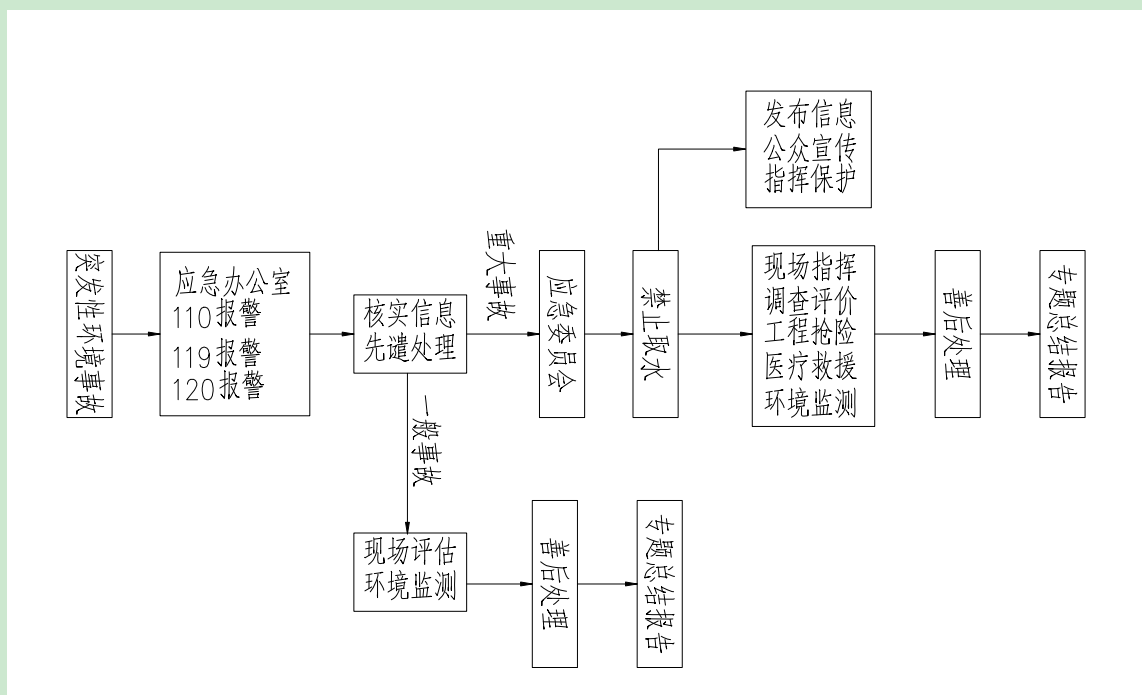 突发性环境事故
应急办公室
110报警
119报警
120报警
核实信息
先遣处理
重大事故
应急委员会
禁止取水
发布信息
公众宣传
指挥保护
现场指挥
调查评价
工程抢险
医疗救援
环境监测
善后处理
专题总结报告
一般事故
现场评估
环境监测
善后处理
专题总结报告